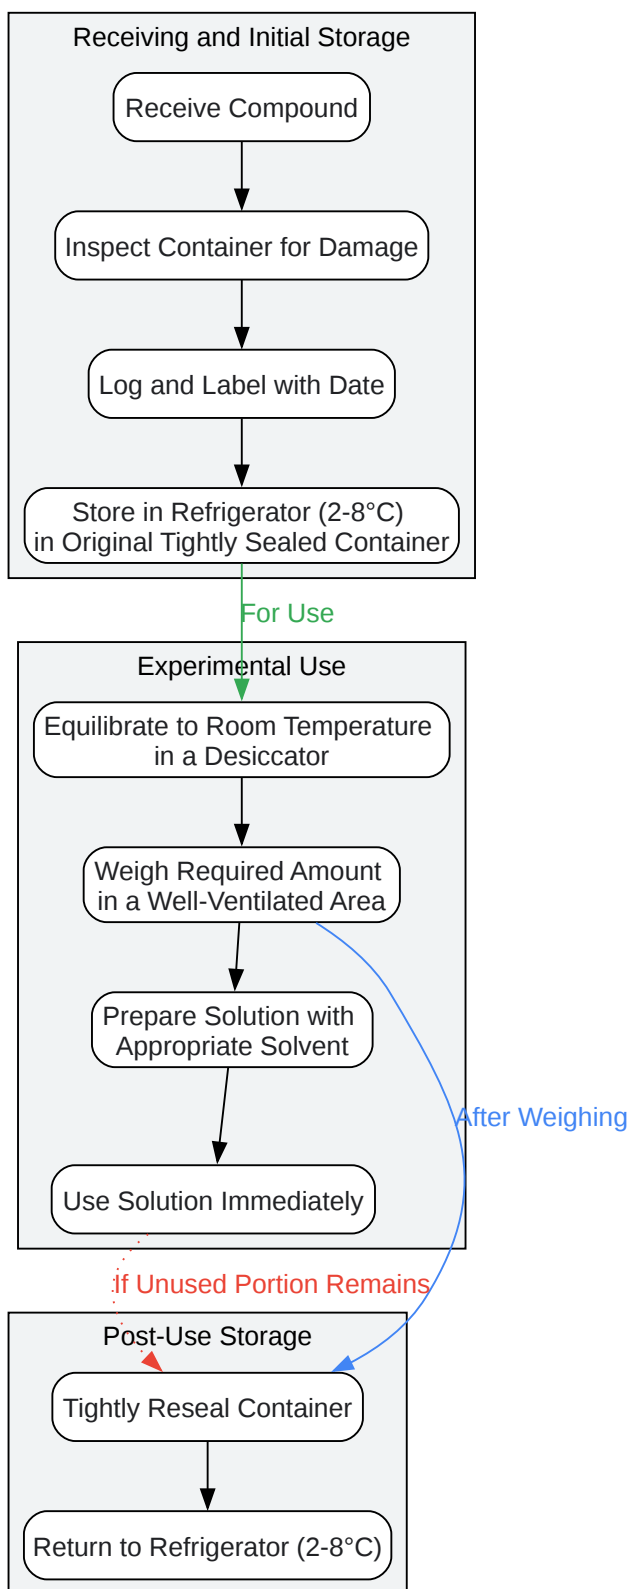 Receiving and Initial Storage
Receive Compound
Inspect Container for Damage
Log and Label with Date
Store in Refrigerator (2-8°C)
in Original Tightly Sealed Container
For Use
Experimental Use
Equilibrate to Room Temperature
in a Desiccator
Weigh Required Amount
in a Well-Ventilated Area
Prepare Solution with
Appropriate Solvent
After Weighing
Use Solution Immediately
If Unused Portion Remains
Post-Use Storage
Tightly Reseal Container
Return to Refrigerator (2-8°C)